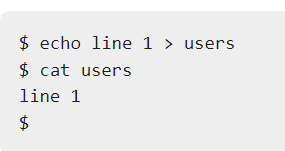 $ echo line 1 > users
$ cat users
line 1
$